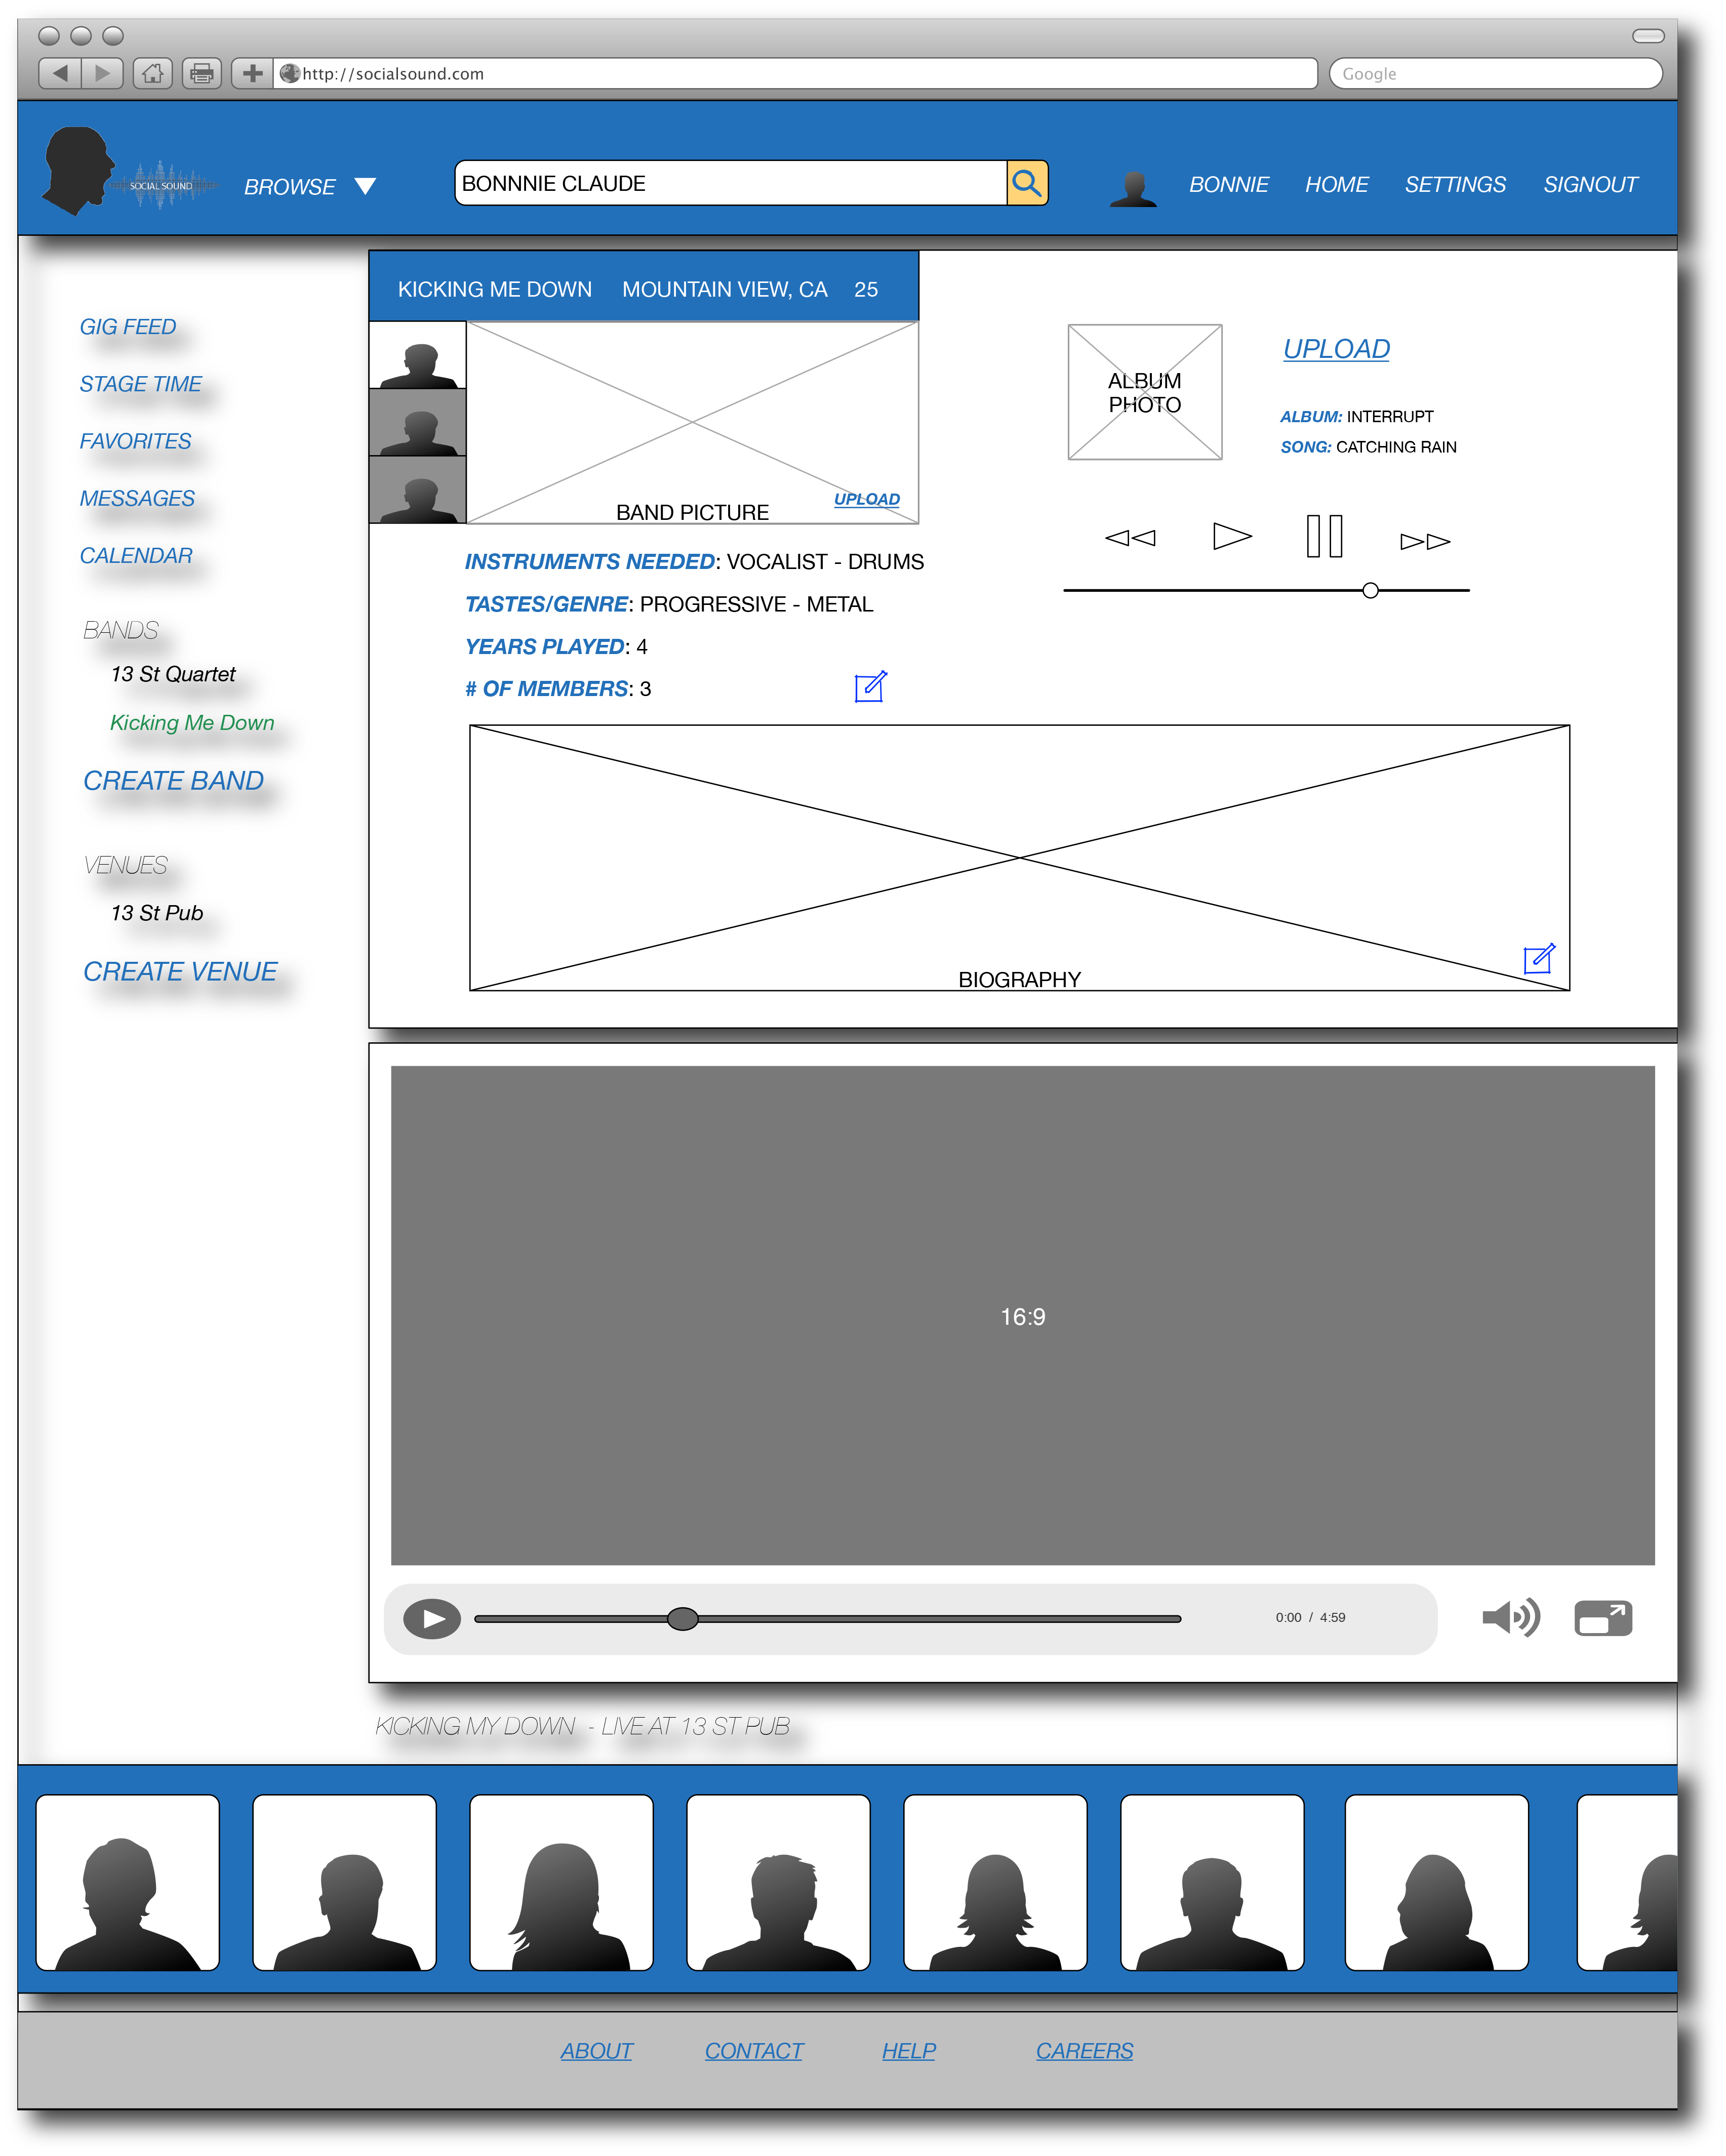 http://socialsound.com
Google
SOCIAL SOUND
BROWSE
BONNNIE CLAUDE
BONNIE HOME SETTINGS SIGNOUT
KICKING ME DOWN MOUNTAIN VIEW, CA 25
GIG FEED
STAGE TIME
FAVORITES
MESSAGES
CALENDAR
BANDS
13 St Quartet
Kicking Me Down
CREATE BAND
VENUES
13 St Pub
CREATE VENUE
BAND PICTURE
UPLOAD
ALBUM
PHOTO
UPLOAD
ALBUM: INTERRUPT
SONG: CATCHING RAIN
INSTRUMENTS NEEDED: VOCALIST - DRUMS
TASTES/GENRE: PROGRESSIVE - METAL
YEARS PLAYED: 4
# OF MEMBERS: 3
BIOGRAPHY
16:9
0:00 / 4:59
KICKING MY DOWN - LIVE AT 13 ST PUB
ABOUT CONTACT HELP CAREERS